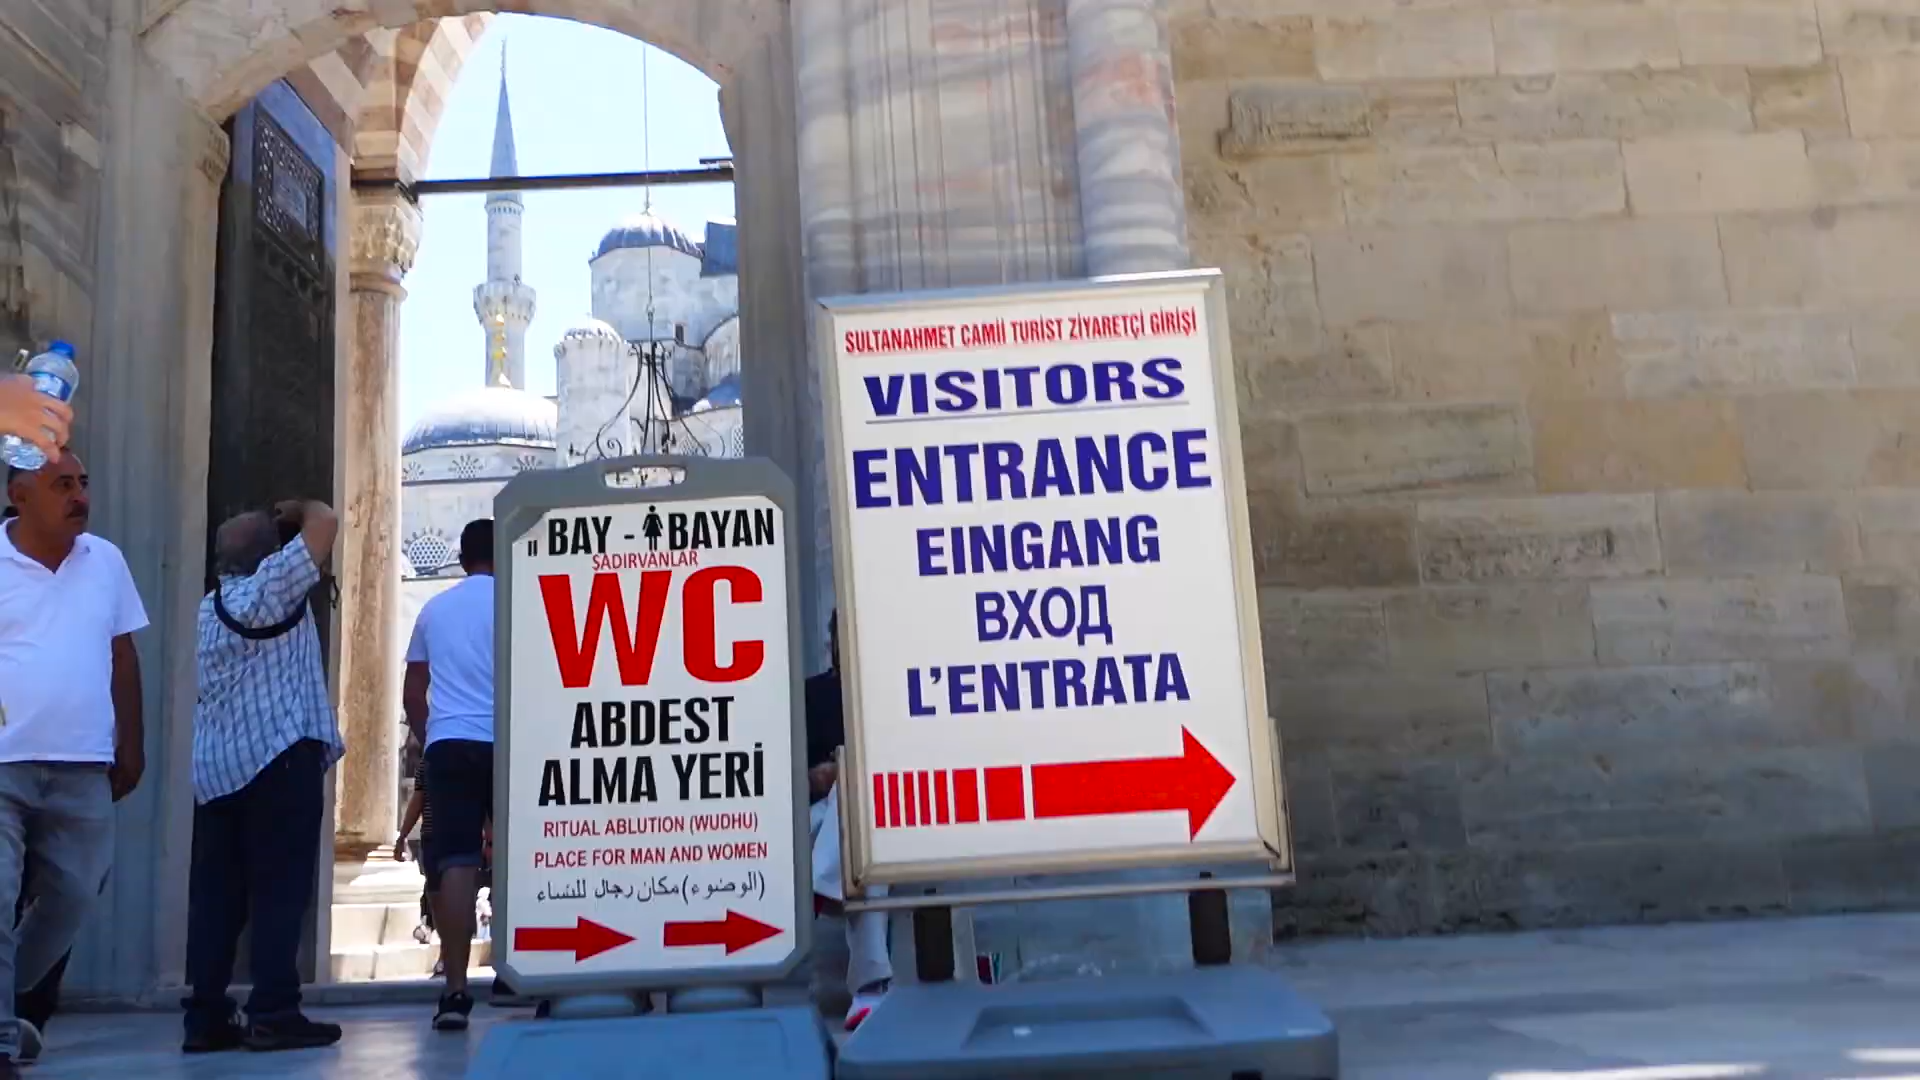 BAY - BAYAN
ŞADIRVANLAR
WC
ABDEST
ALMA YERİ
RITUAL ABLUTION (WUDHU)
PLACE FOR MAN AND WOMEN
(الوضوء) مكان رجال للنساء
SULTANAHMET CAMİİ TURİST ZİYARETÇİ GİRİŞİ
VISITORS
ENTRANCE
EINGANG
ВХОД
L'ENTRATA